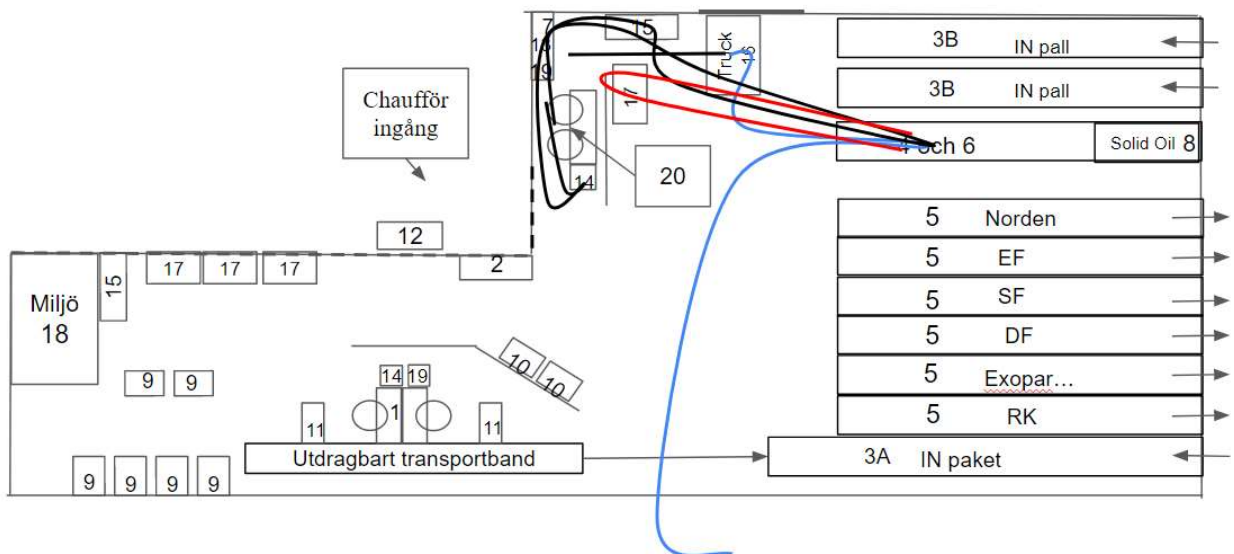 7
13
19
15
Truck
16
3B IN pall
3B IN pall
17
Chaufför
ingång
4 och 6
Solid Oil 8
20
14
5 Norden
12
2
5 EF
17
17
17
15
Miljö
18
5 SF
5 DF
10
10
9
9
14
19
5 Exopar…
1
11
11
5 RK
Utdragbart transportband
3A IN paket
9
9
9
9